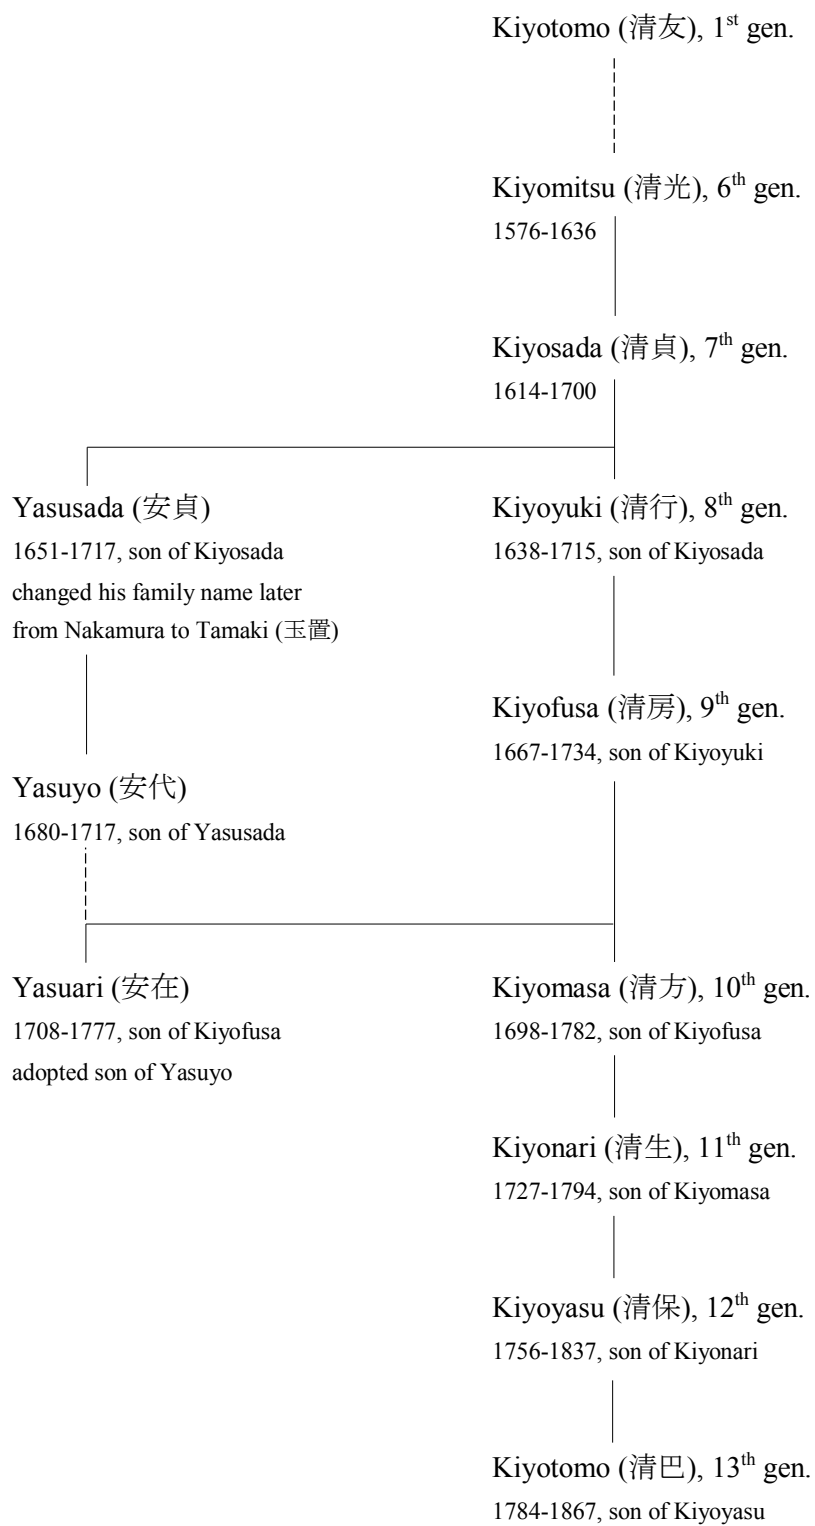 Kiyotomo (清友), 1st gen.
Kiyomitsu (清光), 6th gen.
1576-1636
Kiyosada (清貞), 7th gen.
1614-1700
Yasusada (安貞)
1651-1717, son of Kiyosada
changed his family name later
from Nakamura to Tamaki (玉置)
Kiyoyuki (清行), 8th gen.
1638-1715, son of Kiyosada
Kiyofusa (清房), 9th gen.
1667-1734, son of Kiyoyuki
Yasuyo (安代)
1680-1717, son of Yasusada
Yasuari (安在)
1708-1777, son of Kiyofusa
adopted son of Yasuyo
Kiyomasa (清方), 10th gen.
1698-1782, son of Kiyofusa
Kiyonari (清生), 11th gen.
1727-1794, son of Kiyomasa
Kiyoyasu (清保), 12th gen.
1756-1837, son of Kiyonari
Kiyotomo (清巴), 13th gen.
1784-1867, son of Kiyoyasu